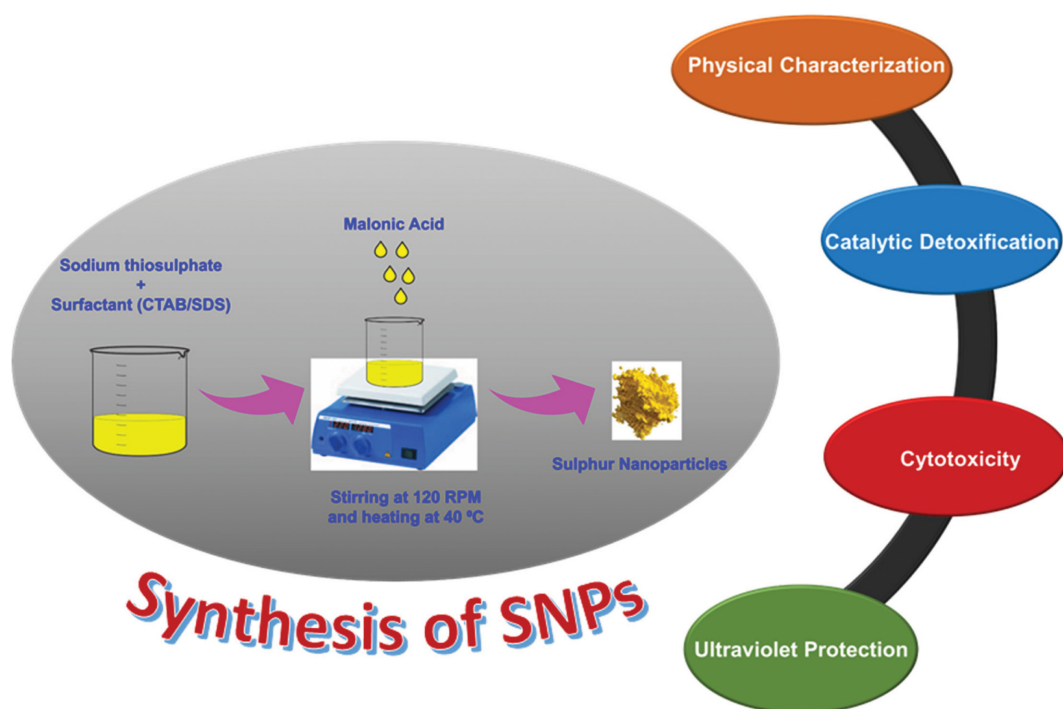 Physical Characterization
Catalytic Detoxification
Cytotoxicity
Ultraviolet Protection
Sodium thiosulphate
+
Surfactant (CTAB/SDS)
Malonic Acid
Stirring at 120 RPM
and heating at 40 ºC
Sulphur Nanoparticles
Synthesis of SNPs